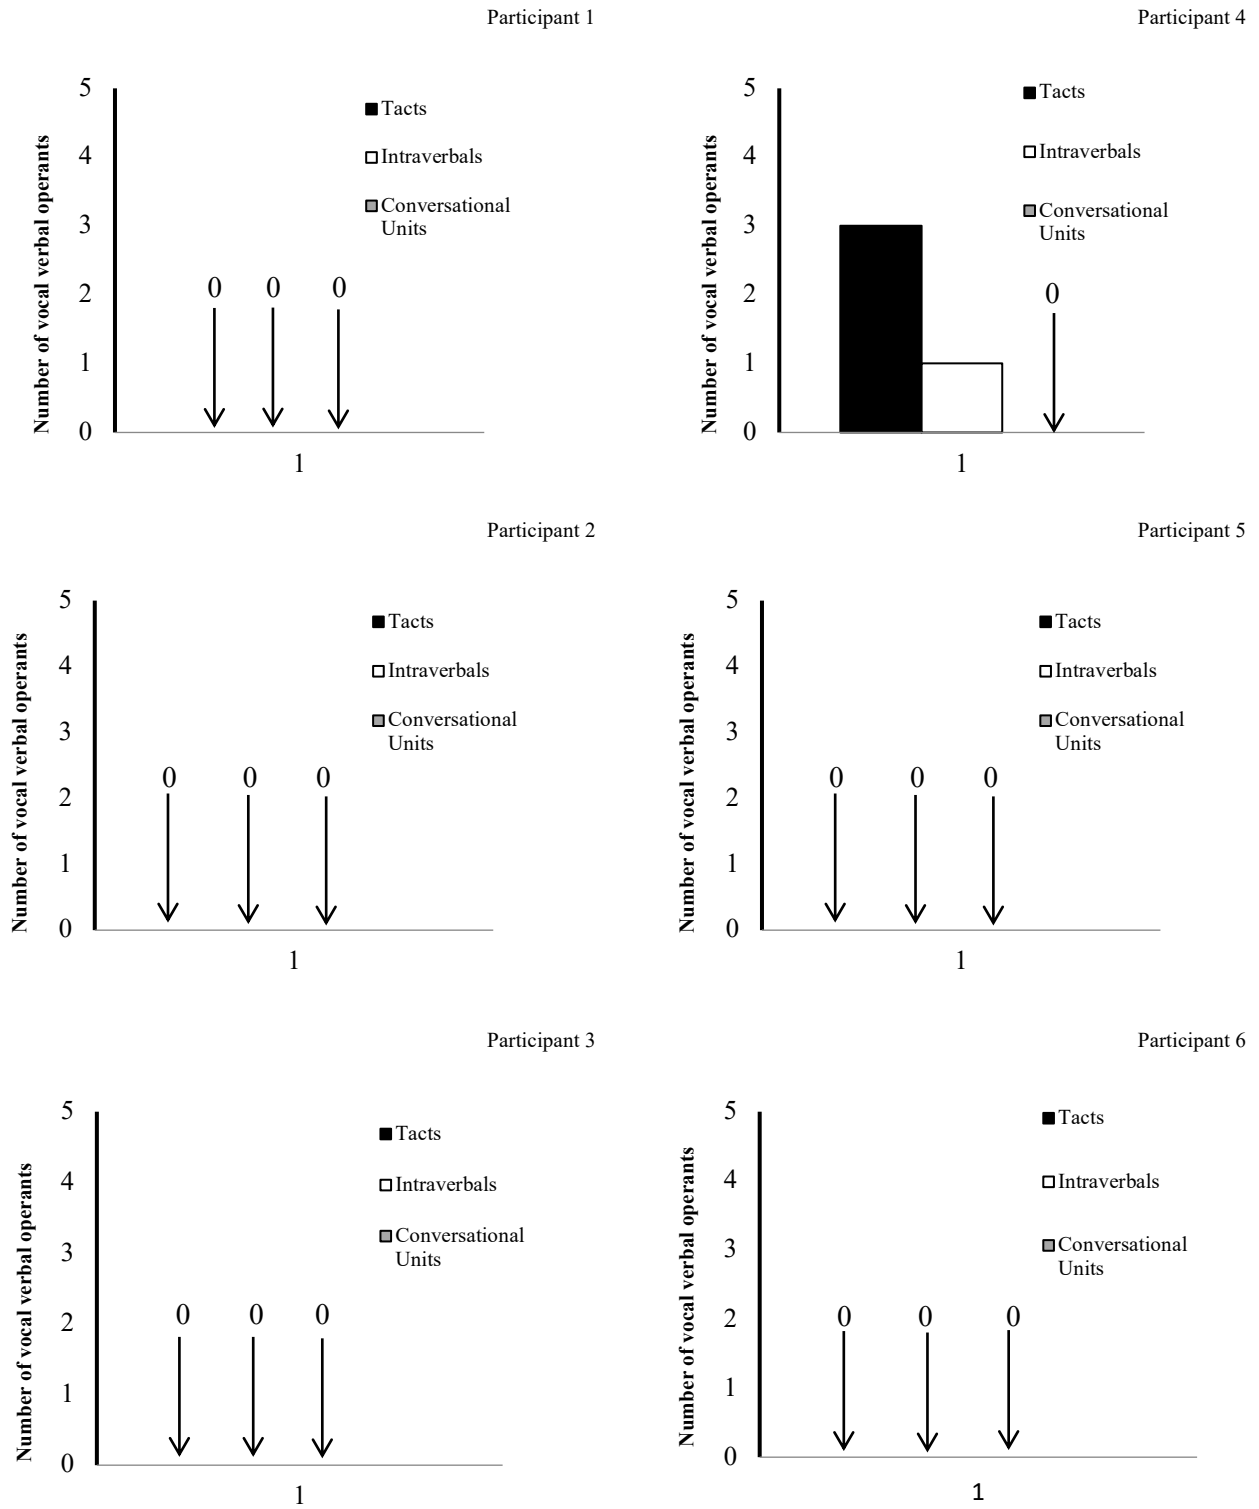 Participant 1
Number of vocal verbal operants
5
4
3
2
1
0
Tacts
Intraverbals
Conversational
Units
0 0 0
1
Participant 4
Number of vocal verbal operants
5
4
3
2
1
0
Tacts
Intraverbals
Conversational
Units
0
1
Participant 2
Number of vocal verbal operants
5
4
3
2
1
0
Tacts
Intraverbals
Conversational
Units
0 0 0
1
Participant 5
Number of vocal verbal operants
5
4
3
2
1
0
Tacts
Intraverbals
Conversational
Units
0 0 0
1
Participant 3
Number of vocal verbal operants
5
4
3
2
1
0
Tacts
Intraverbals
Conversational
Units
0 0 0
1
Participant 6
Number of vocal verbal operants
5
4
3
2
1
0
Tacts
Intraverbals
Conversational
Units
0 0 0
1